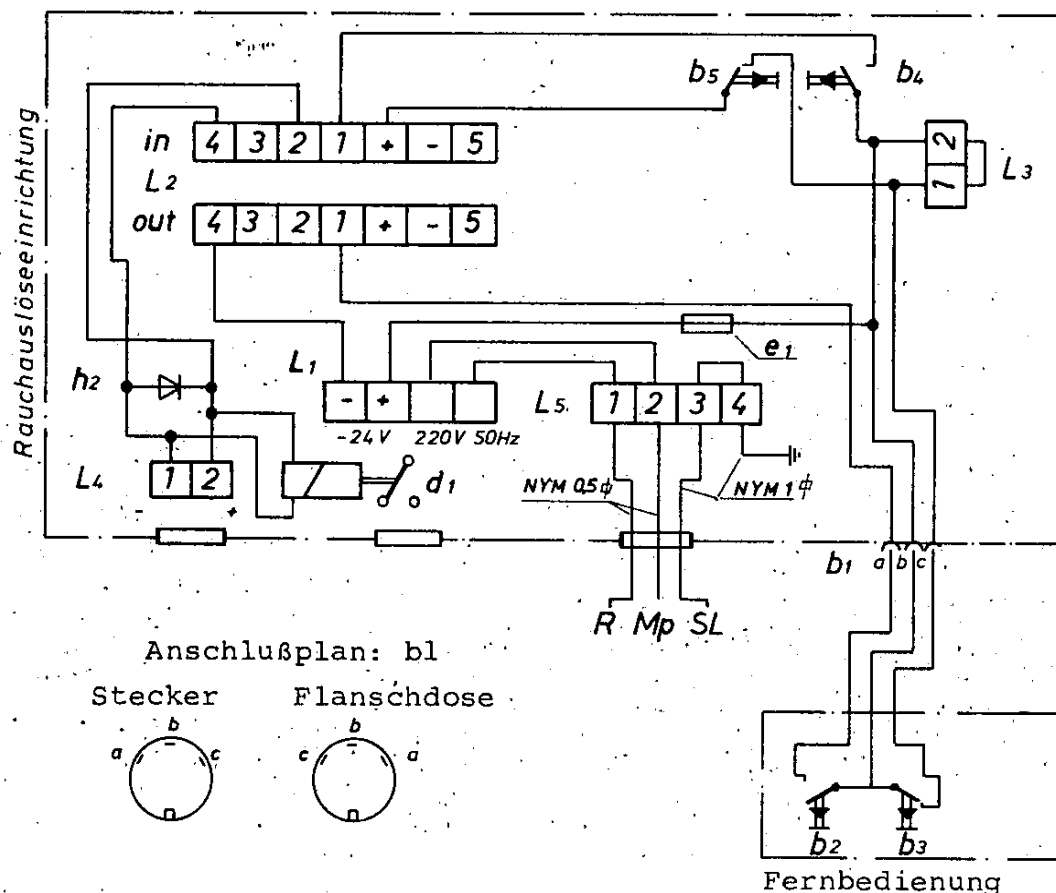 Rauchauslöseeinrichtung
b5
b4
in 4 3 2 1 + - 5
L2
out 4 3 2 1 + - 5
2
1
L3
e1
h2
L1
- +
-24V 220V 50Hz
L5 1 2 3 4
L4 1 2
- +
d1
NYM 0,5⌀
NYM 1⌀
b1 a b c
R Mp SL
Anschlußplan: b1
Stecker Flanschdose
a b c
c b a
b2 b3
Fernbedienung